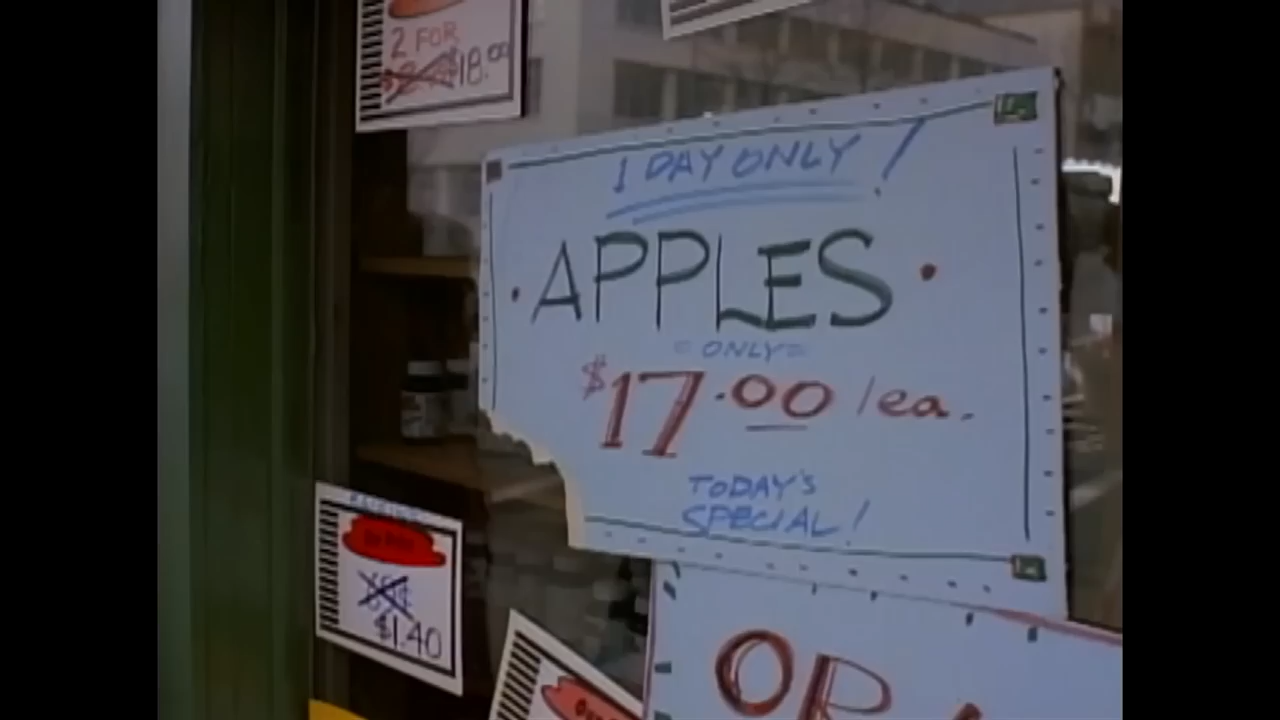 2 FOR
$18.00
1 DAY ONLY!
APPLES
ONLY
$17.00/ea.
TODAY'S
SPECIAL!
$1.40
OR